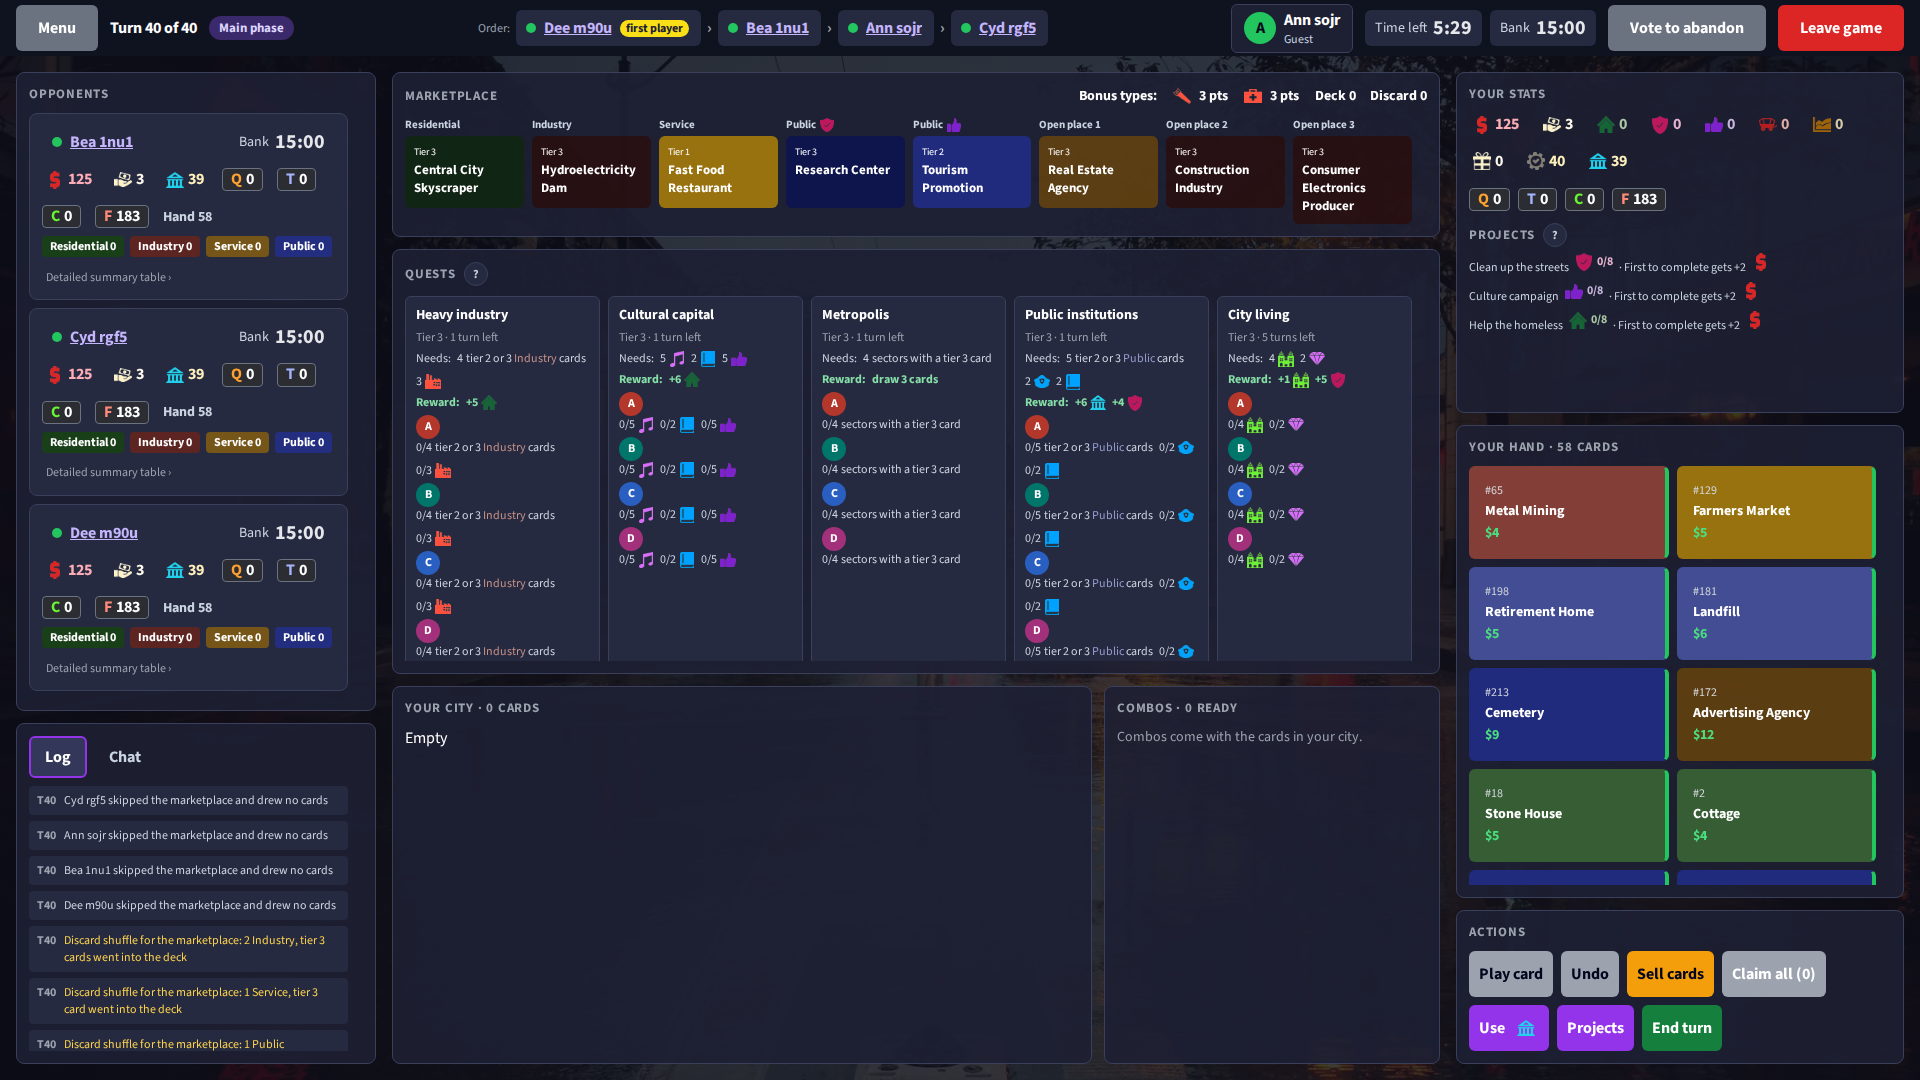 Menu
Turn 40 of 40
Main phase
Order:
Dee m90u first player
›
Bea 1nu1
›
Ann sojr
›
Cyd rgf5
A
Ann sojr
Guest
Time left 5:29
Bank 15:00
Vote to abandon
Leave game
OPPONENTS
Bea 1nu1
Bank 15:00
125 3 39 Q 0 T 0
C 0 F 183 Hand 58
Residential 0 Industry 0 Service 0 Public 0
Detailed summary table ›
Cyd rgf5
Bank 15:00
125 3 39 Q 0 T 0
C 0 F 183 Hand 58
Residential 0 Industry 0 Service 0 Public 0
Detailed summary table ›
Dee m90u
Bank 15:00
125 3 39 Q 0 T 0
C 0 F 183 Hand 58
Residential 0 Industry 0 Service 0 Public 0
Detailed summary table ›
Log
Chat
T40 Cyd rgf5 skipped the marketplace and drew no cards
T40 Ann sojr skipped the marketplace and drew no cards
T40 Bea 1nu1 skipped the marketplace and drew no cards
T40 Dee m90u skipped the marketplace and drew no cards
T40 Discard shuffle for the marketplace: 2 Industry, tier 3
cards went into the deck
T40 Discard shuffle for the marketplace: 1 Service, tier 3
card went into the deck
T40 Discard shuffle for the marketplace: 1 Public
MARKETPLACE
Bonus types: 3 pts 3 pts Deck 0 Discard 0
Residential
Tier 3
Central City
Skyscraper
Industry
Tier 3
Hydroelectricity
Dam
Service
Tier 1
Fast Food
Restaurant
Public
Tier 3
Research Center
Public
Tier 2
Tourism
Promotion
Open place 1
Tier 3
Real Estate
Agency
Open place 2
Tier 3
Construction
Industry
Open place 3
Tier 3
Consumer
Electronics
Producer
QUESTS ?
Heavy industry
Tier 3 · 1 turn left
Needs: 4 tier 2 or 3 Industry cards
3
Reward: +5
A
0/4 tier 2 or 3 Industry cards
0/3
B
0/4 tier 2 or 3 Industry cards
0/3
C
0/4 tier 2 or 3 Industry cards
0/3
D
0/4 tier 2 or 3 Industry cards
Cultural capital
Tier 3 · 1 turn left
Needs: 5 2 5
Reward: +6
A
0/5 0/2 0/5
B
0/5 0/2 0/5
C
0/5 0/2 0/5
D
0/5 0/2 0/5
Metropolis
Tier 3 · 1 turn left
Needs: 4 sectors with a tier 3 card
Reward: draw 3 cards
A
0/4 sectors with a tier 3 card
B
0/4 sectors with a tier 3 card
C
0/4 sectors with a tier 3 card
D
0/4 sectors with a tier 3 card
Public institutions
Tier 3 · 1 turn left
Needs: 5 tier 2 or 3 Public cards
2 2
Reward: +6 +4
A
0/5 tier 2 or 3 Public cards 0/2
0/2
B
0/5 tier 2 or 3 Public cards 0/2
0/2
C
0/5 tier 2 or 3 Public cards 0/2
0/2
D
0/5 tier 2 or 3 Public cards 0/2
City living
Tier 3 · 5 turns left
Needs: 4 2
Reward: +1 +5
A
0/4 0/2
B
0/4 0/2
C
0/4 0/2
D
0/4 0/2
YOUR CITY · 0 CARDS
Empty
COMBOS · 0 READY
Combos come with the cards in your city.
YOUR STATS
125 3 0 0 0 0 0
0 40 39
Q 0 T 0 C 0 F 183
PROJECTS ?
Clean up the streets 0/8 · First to complete gets +2
Culture campaign 0/8 · First to complete gets +2
Help the homeless 0/8 · First to complete gets +2
YOUR HAND · 58 CARDS
#65
Metal Mining
$4
#129
Farmers Market
$5
#198
Retirement Home
$5
#181
Landfill
$6
#213
Cemetery
$9
#172
Advertising Agency
$12
#18
Stone House
$5
#2
Cottage
$4
ACTIONS
Play card
Undo
Sell cards
Claim all (0)
Use
Projects
End turn